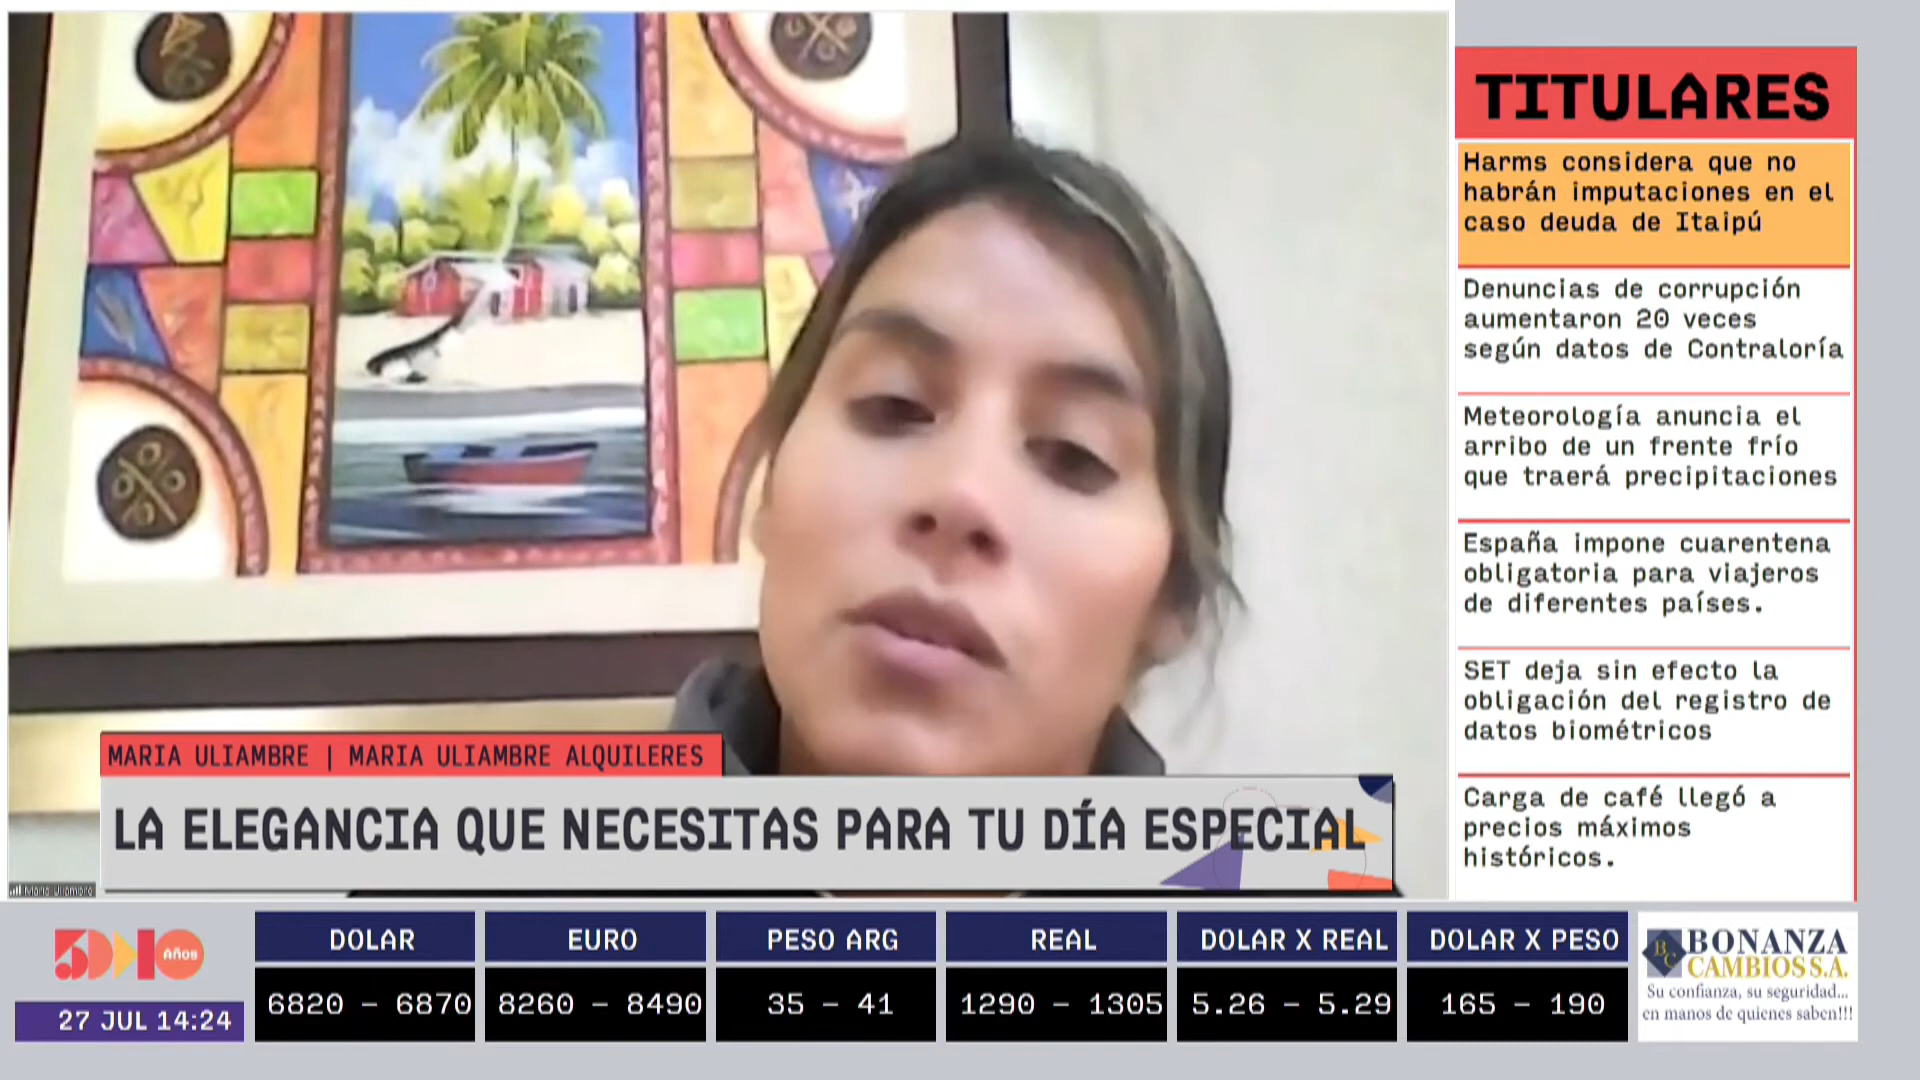 TITULARES
Harms considera que no
habrán imputaciones en el
caso deuda de Itaipú
Denuncias de corrupción
aumentaron 20 veces
según datos de Contraloría
Meteorología anuncia el
arribo de un frente frío
que traerá precipitaciones
España impone cuarentena
obligatoria para viajeros
de diferentes países.
SET deja sin efecto la
obligación del registro de
datos biométricos
Carga de café llegó a
precios máximos
históricos.
MARIA ULIAMBRE | MARIA ULIAMBRE ALQUILERES
LA ELEGANCIA QUE NECESITAS PARA TU DÍA ESPECIAL
Maria Uliambre
Años
27 JUL 14:24
DOLAR
6820 - 6870
EURO
8260 - 8490
PESO ARG
35 - 41
REAL
1290 - 1305
DOLAR X REAL
5.26 - 5.29
DOLAR X PESO
165 - 190
BC
BONANZA
CAMBIOS S.A.
Su confianza, su seguridad...
en manos de quienes saben!!!